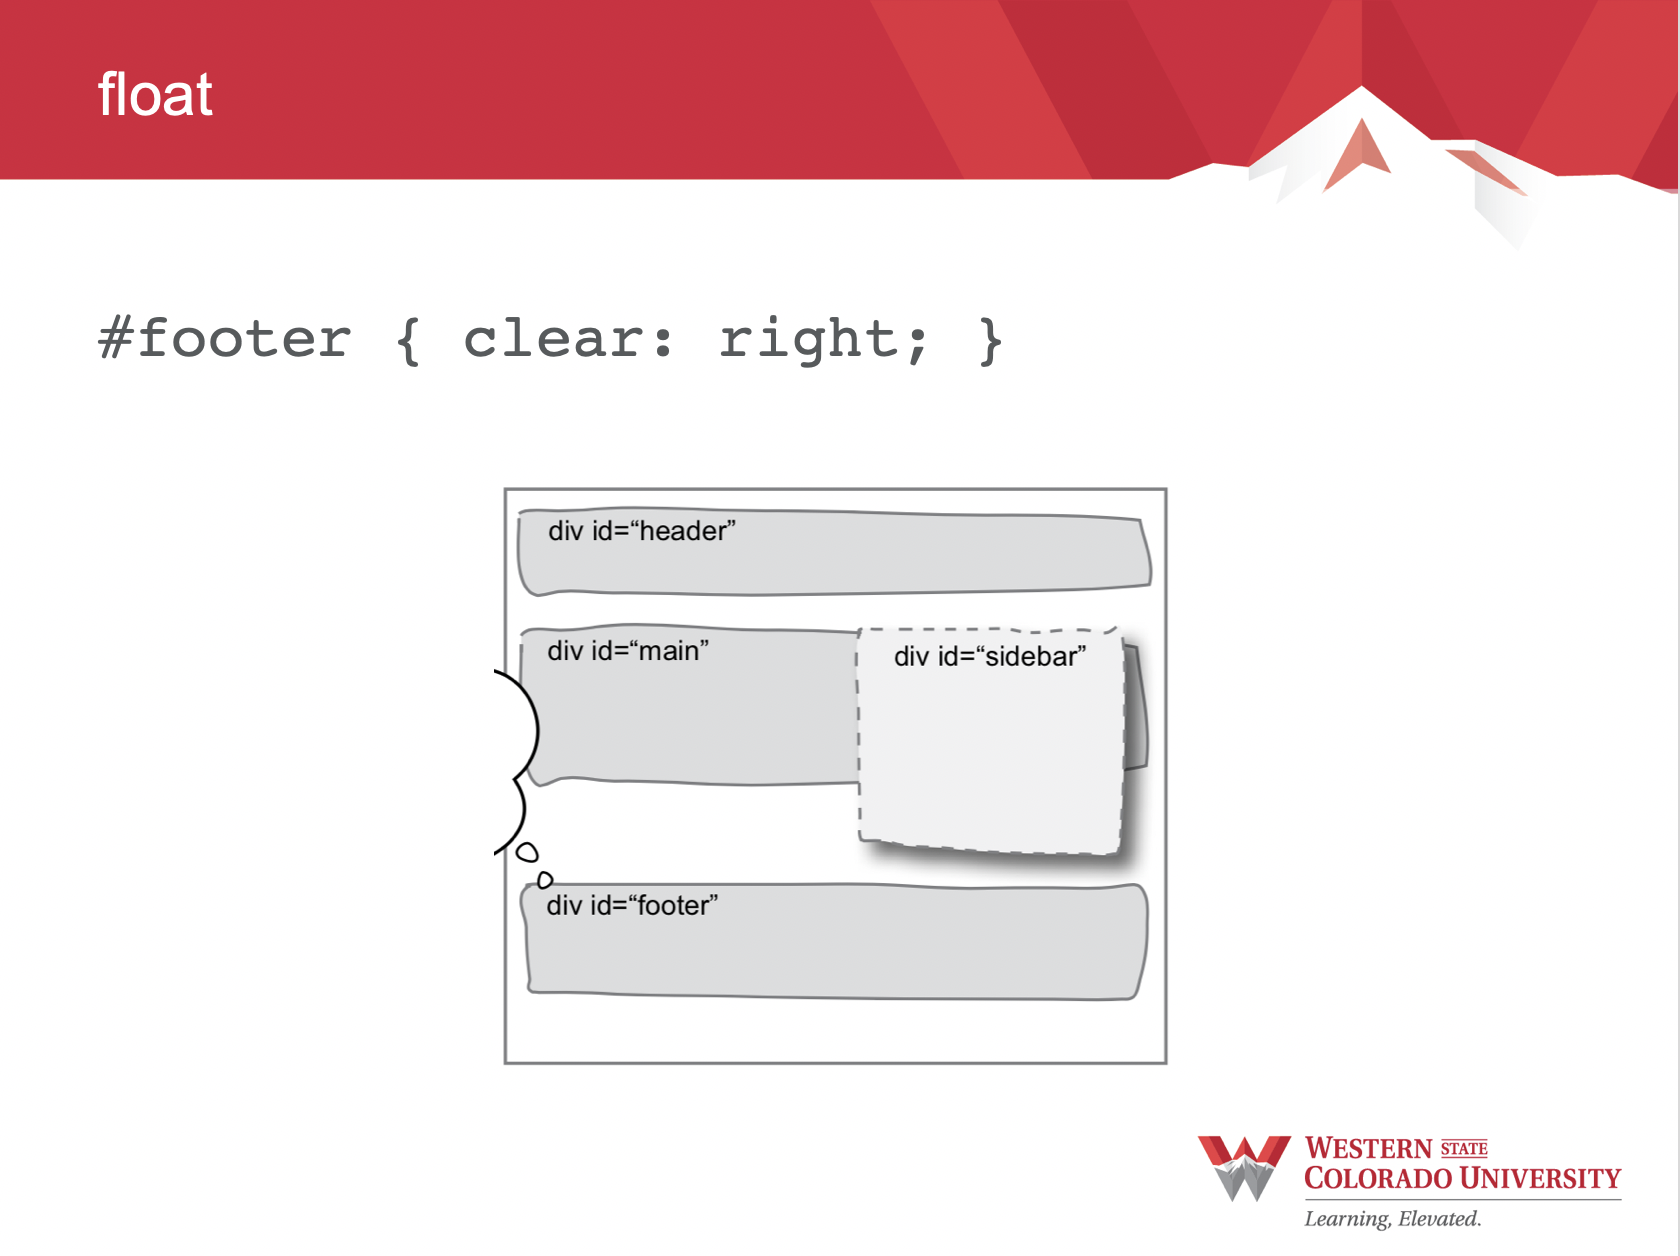 float
#footer { clear: right; }
div id=“header”
div id=“main”
div id=“sidebar”
div id=“footer”
WESTERN STATE
COLORADO UNIVERSITY
Learning, Elevated.